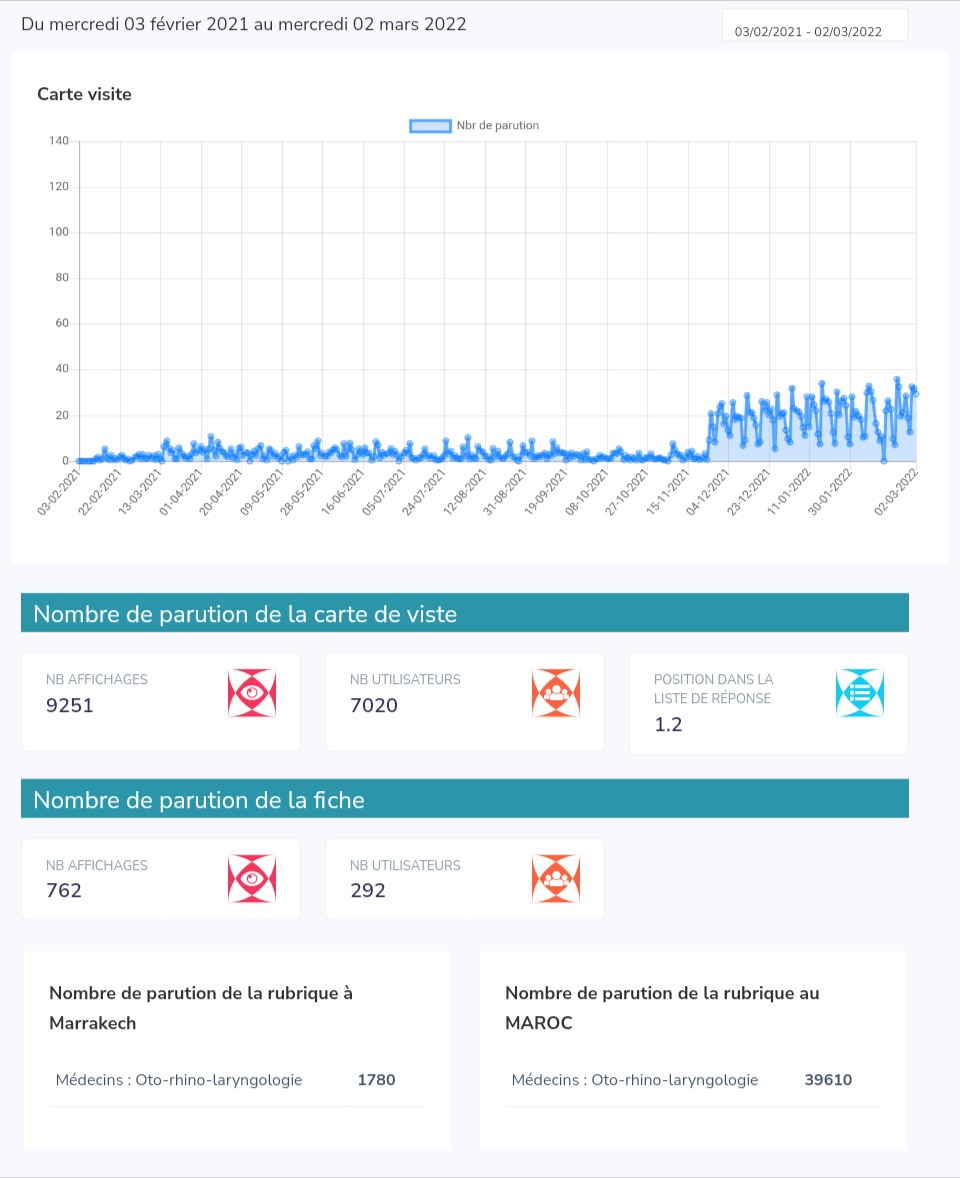 Du mercredi 03 février 2021 au mercredi 02 mars 2022
03/02/2021 - 02/03/2022
Carte visite
Nbr de parution
140
120
100
80
60
40
20
0
03-02-2021
22-02-2021
13-03-2021
01-04-2021
20-04-2021
09-05-2021
28-05-2021
16-06-2021
05-07-2021
24-07-2021
12-08-2021
31-08-2021
19-09-2021
08-10-2021
27-10-2021
15-11-2021
04-12-2021
23-12-2021
11-01-2022
30-01-2022
02-03-2022
Nombre de parution de la carte de viste
NB AFFICHAGES
9251
NB UTILISATEURS
7020
POSITION DANS LA
LISTE DE RÉPONSE
1.2
Nombre de parution de la fiche
NB AFFICHAGES
762
NB UTILISATEURS
292
Nombre de parution de la rubrique à
Marrakech
Médecins : Oto-rhino-laryngologie 1780
Nombre de parution de la rubrique au
MAROC
Médecins : Oto-rhino-laryngologie 39610